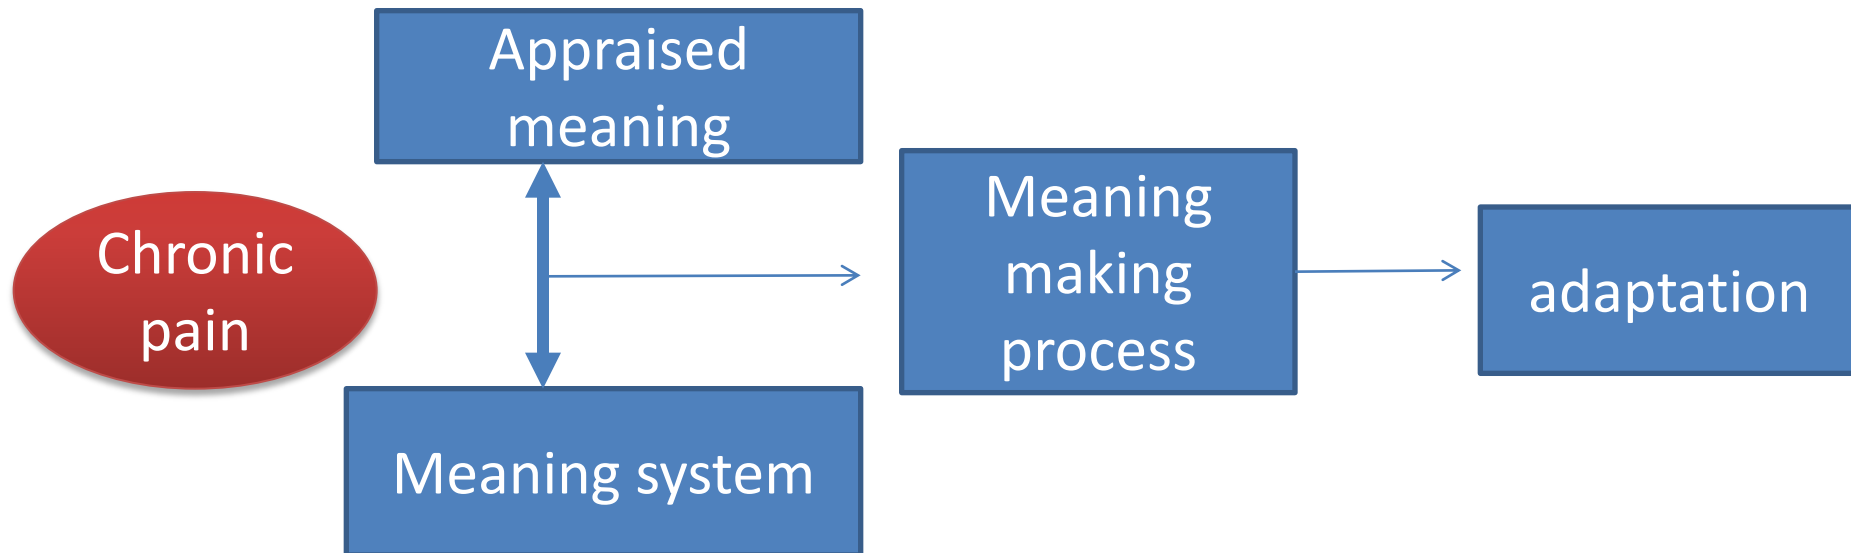 Appraised
meaning
Chronic
pain
Meaning system
Meaning
making
process
adaptation